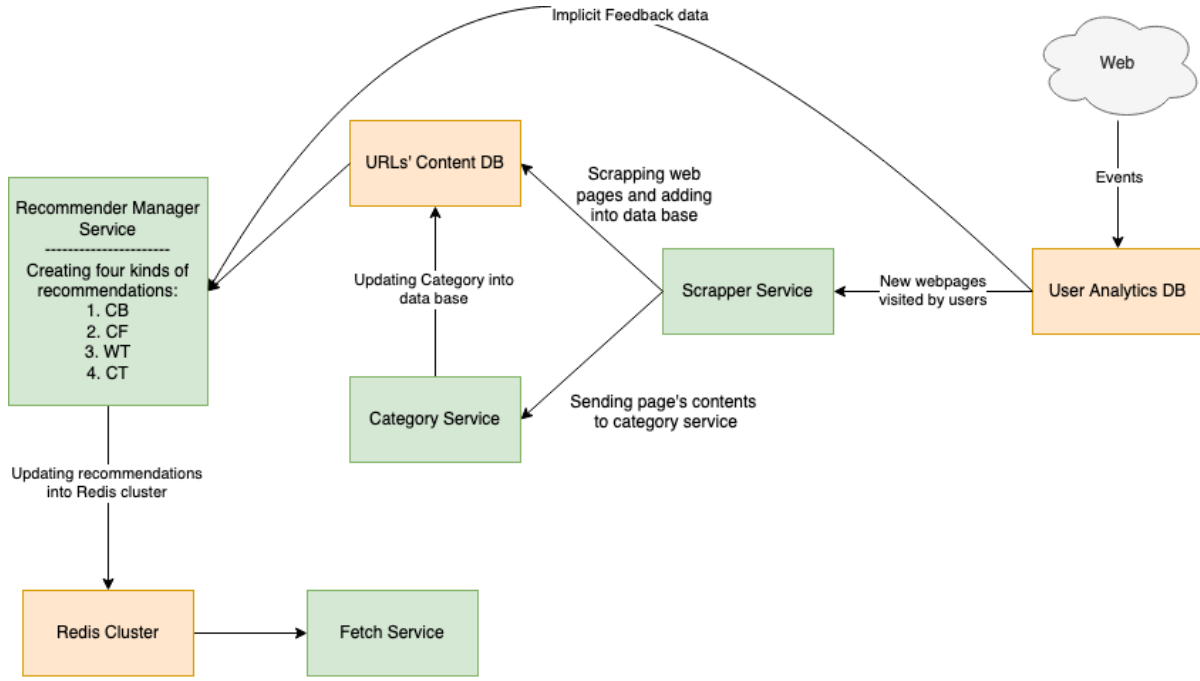 Implicit Feedback data
Web
Events
URLs' Content DB
Scrapping web
pages and adding
into data base
Recommender Manager
Service
----------------------
Creating four kinds of
recommendations:
1. CB
2. CF
3. WT
4. CT
Updating Category into
data base
Scrapper Service
New webpages
visited by users
User Analytics DB
Category Service
Sending page's contents
to category service
Updating recommendations
into Redis cluster
Redis Cluster
Fetch Service